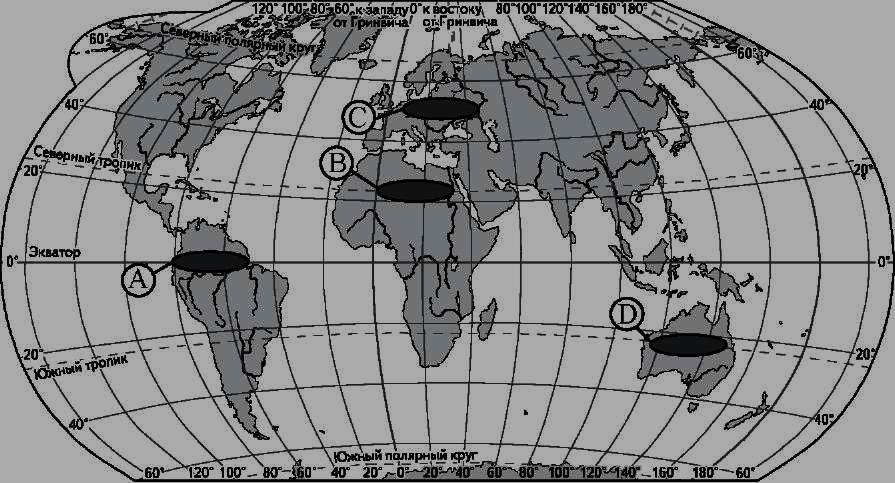 120° 100° 80° 60° к западу 0° к востоку 80° 100° 120° 140° 160° 180°
от Гринвича от Гринвича
60° Северный полярный круг 60°
40° 40°
C
Северный тропик
B
20° 20°
Экватор
0° 0°
A
D
20° 20°
Южный тропик
40° 40°
Южный полярный круг
60° 120° 100° 80° 60° 40° 20° 0° 20° 40° 60° 80° 100° 120° 140° 160° 180° 60°